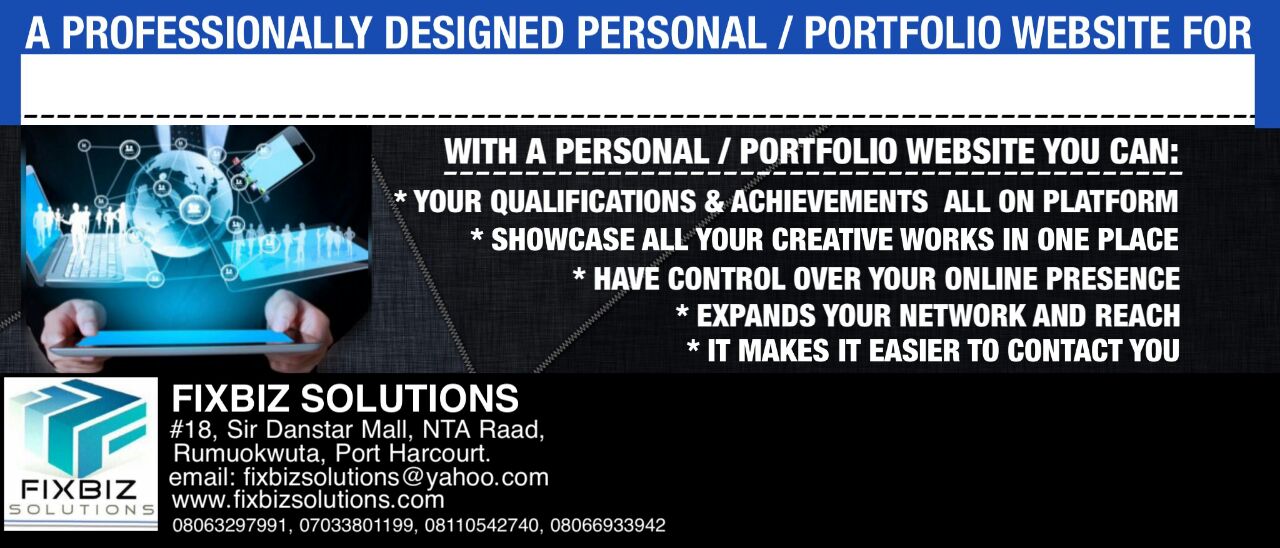 A PROFESSIONALLY DESIGNED PERSONAL / PORTFOLIO WEBSITE FOR
WITH A PERSONAL / PORTFOLIO WEBSITE YOU CAN:
* YOUR QUALIFICATIONS & ACHIEVEMENTS ALL ON PLATFORM
* SHOWCASE ALL YOUR CREATIVE WORKS IN ONE PLACE
* HAVE CONTROL OVER YOUR ONLINE PRESENCE
* EXPANDS YOUR NETWORK AND REACH
* IT MAKES IT EASIER TO CONTACT YOU
FIXBIZ
SOLUTIONS
FIXBIZ SOLUTIONS
#18, Sir Danstar Mall, NTA Raad,
Rumuokwuta, Port Harcourt.
email: fixbizsolutions@yahoo.com
www.fixbizsolutions.com
08063297991, 07033801199, 08110542740, 08066933942